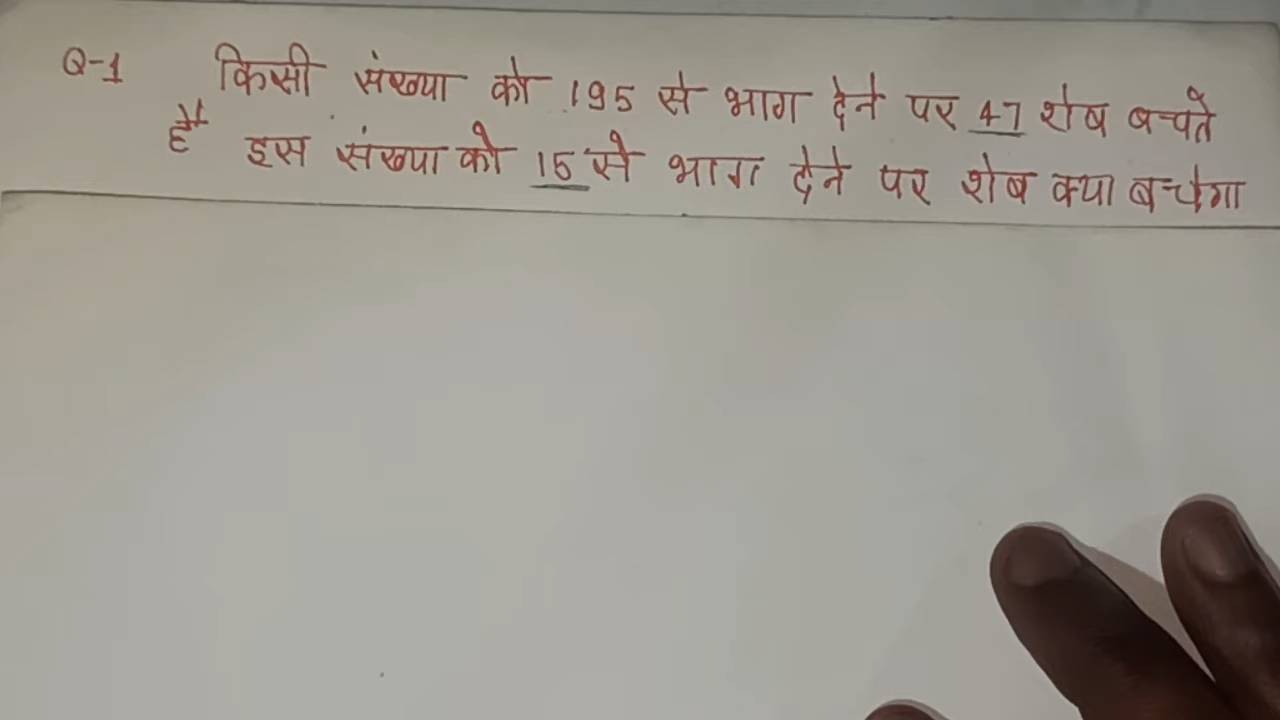 Q-1 किसी संख्या को 195 से भाग देने पर 47 शेष बचते
हैं इस संख्या को 15 से भाग देने पर शेष क्या बचेगा